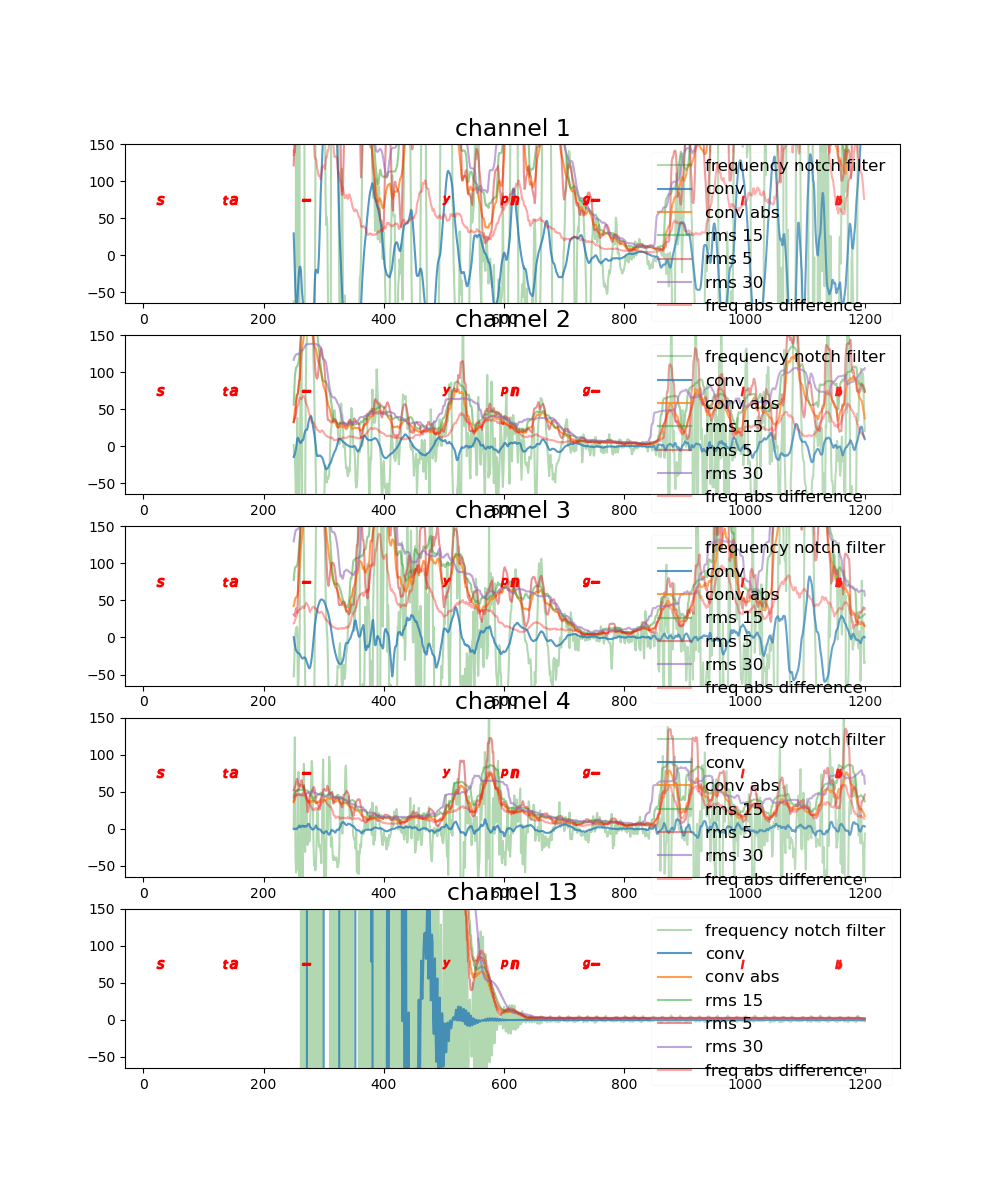 channel 1
150
100
50
0
−50
s ta - y pn g-
frequency notch filter
conv
conv abs
rms 15
rms 5
rms 30
freq abs difference
0 200 400 600 800 1000 1200
channel 2
150
100
50
0
−50
s ta - y pn g-
frequency notch filter
conv
conv abs
rms 15
rms 5
rms 30
freq abs difference
0 200 400 600 800 1000 1200
channel 3
150
100
50
0
−50
s ta - y pn g-
frequency notch filter
conv
conv abs
rms 15
rms 5
rms 30
freq abs difference
0 200 400 600 800 1000 1200
channel 4
150
100
50
0
−50
s ta - y pn g-
frequency notch filter
conv
conv abs
rms 15
rms 5
rms 30
freq abs difference
0 200 400 600 800 1000 1200
channel 13
150
100
50
0
−50
s ta - y pn g-
frequency notch filter
conv
conv abs
rms 15
rms 5
rms 30
freq abs difference
0 200 400 600 800 1000 1200